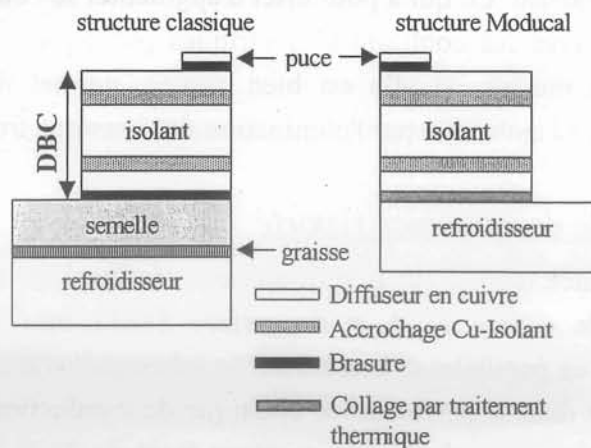 structure classique
structure Moducal
puce
DBC
isolant
Isolant
semelle
graisse
refroidisseur
refroidisseur
Diffuseur en cuivre
Accrochage Cu-Isolant
Brasure
Collage par traitement
thermique